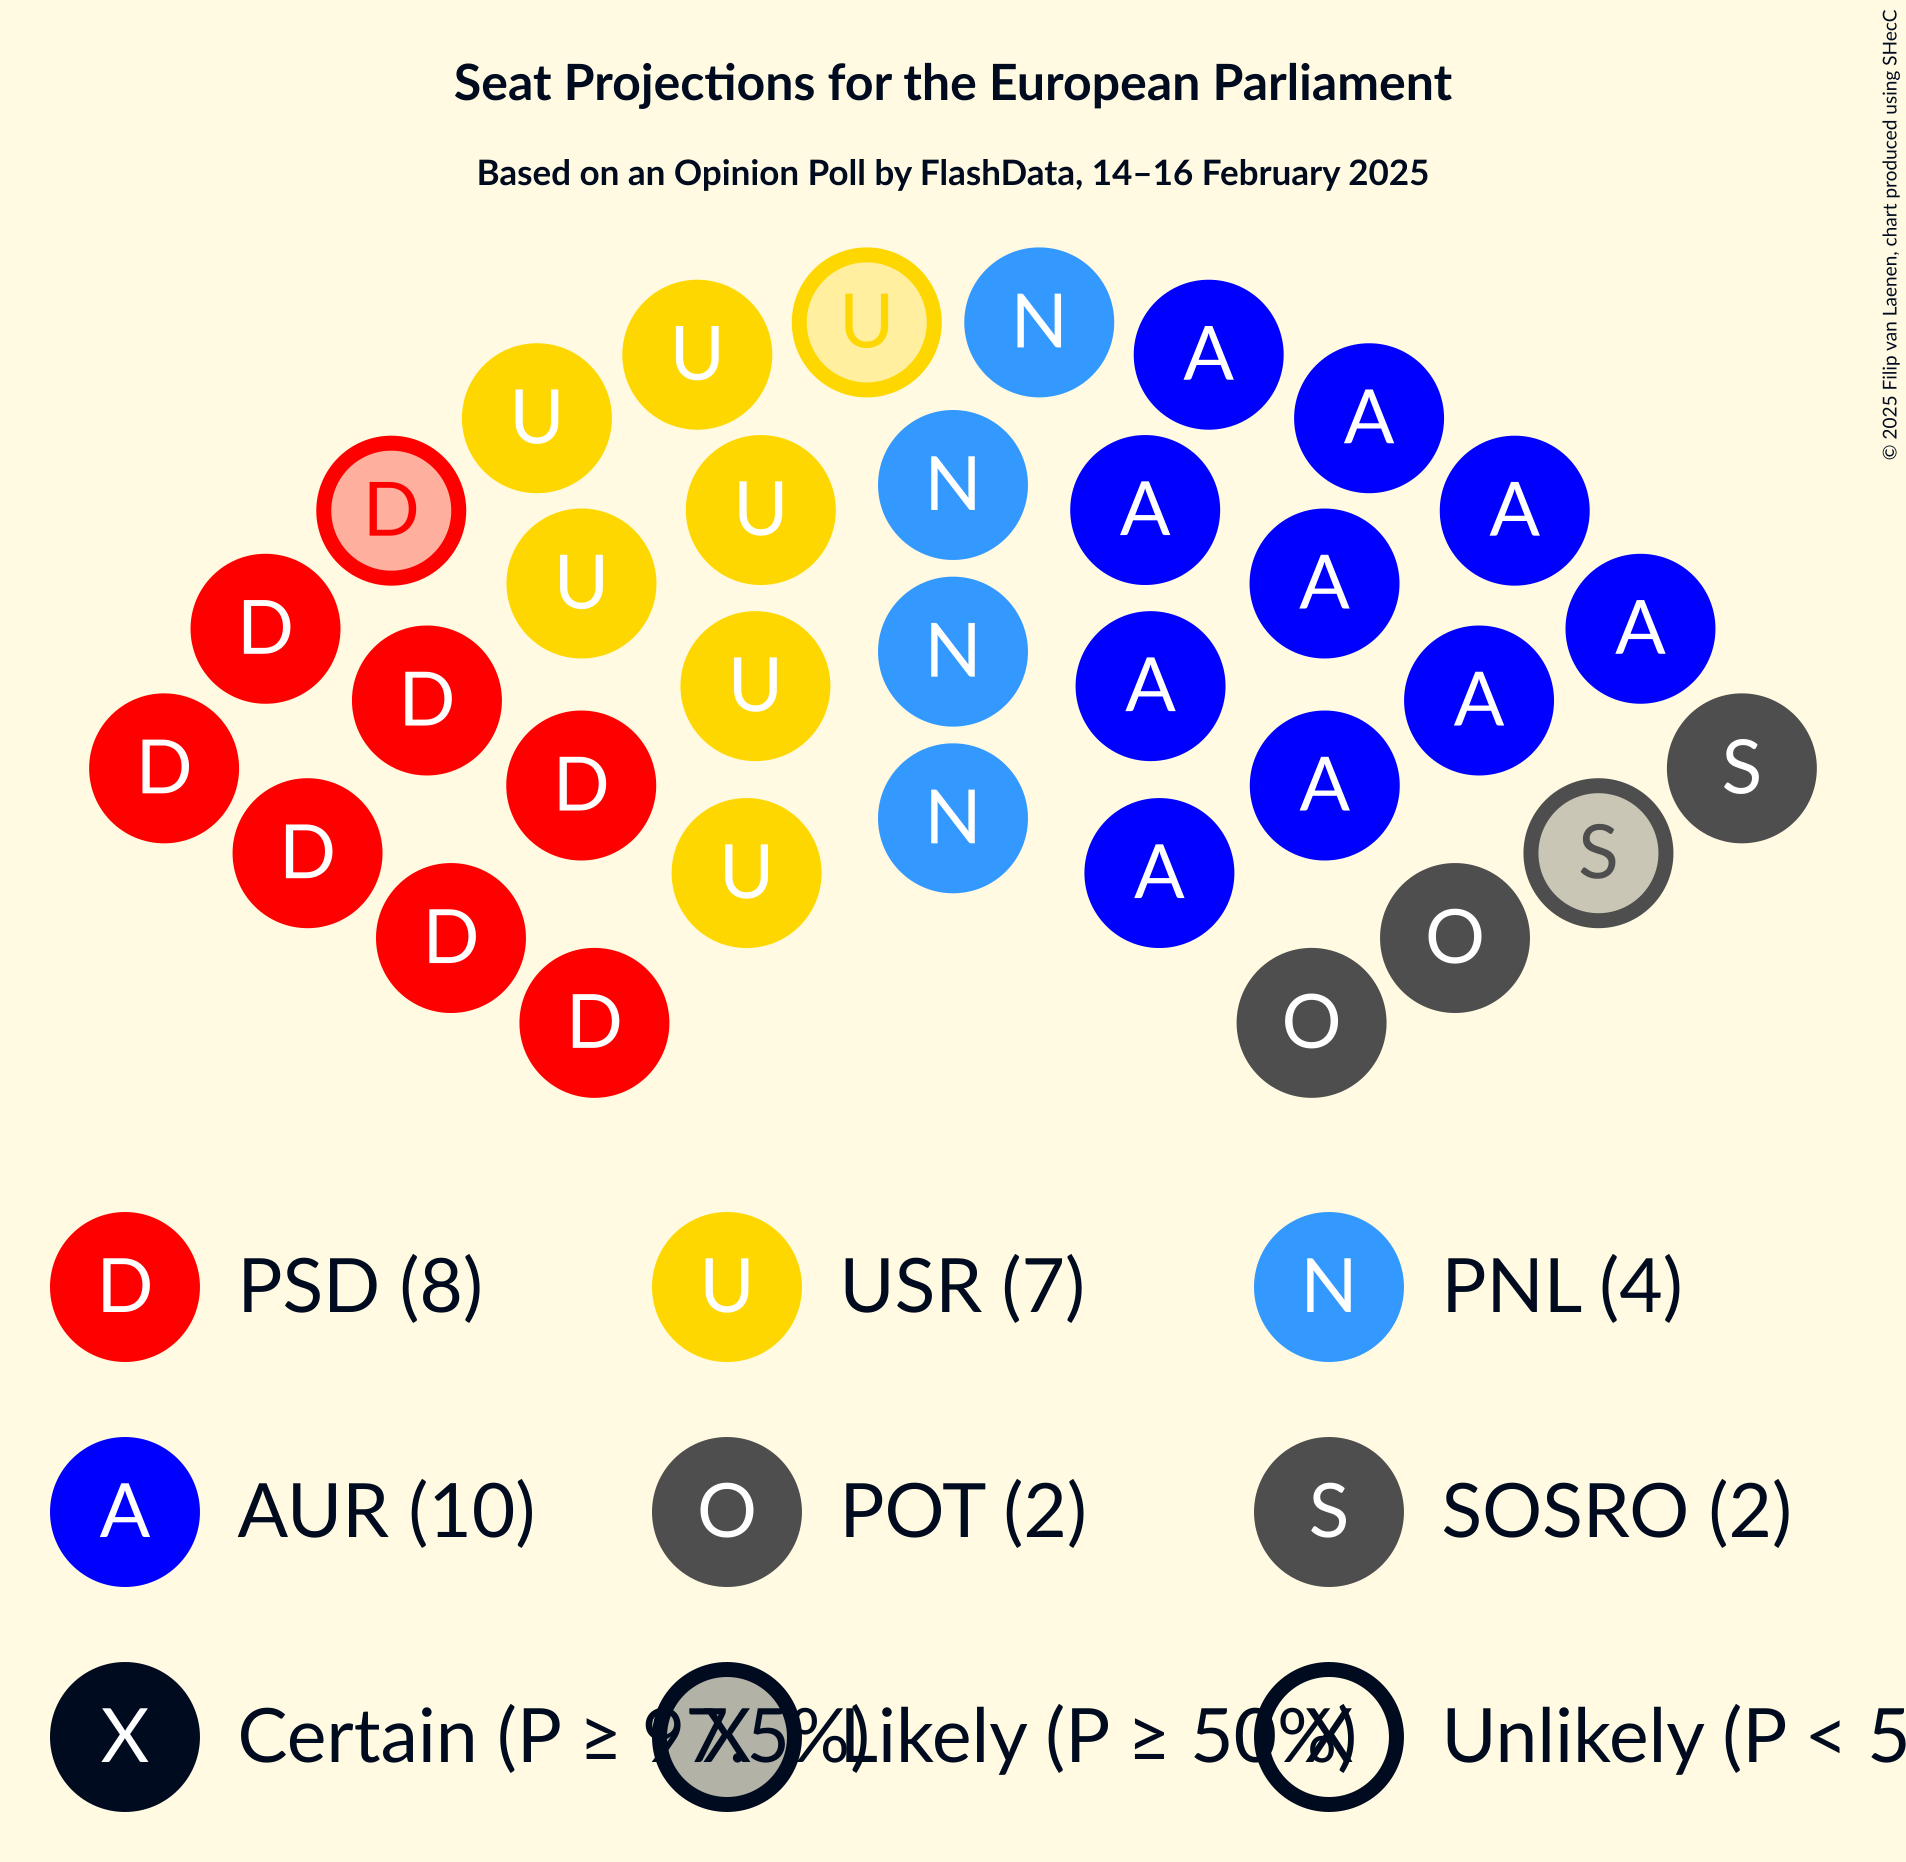 Seat Projections for the European Parliament
Based on an Opinion Poll by FlashData, 14–16 February 2025
© 2025 Filip van Laenen, chart produced using SHecC
U N
U A
U A
D U N A A
U A
D U N A A
D U A A
D D A S
D U N A S
D O
D O
D PSD (8) U USR (7) N PNL (4)
A AUR (10) O POT (2) S SOSRO (2)
X Certain (P ≥ 97.5%) X Likely (P ≥ 50%) X Unlikely (P < 5